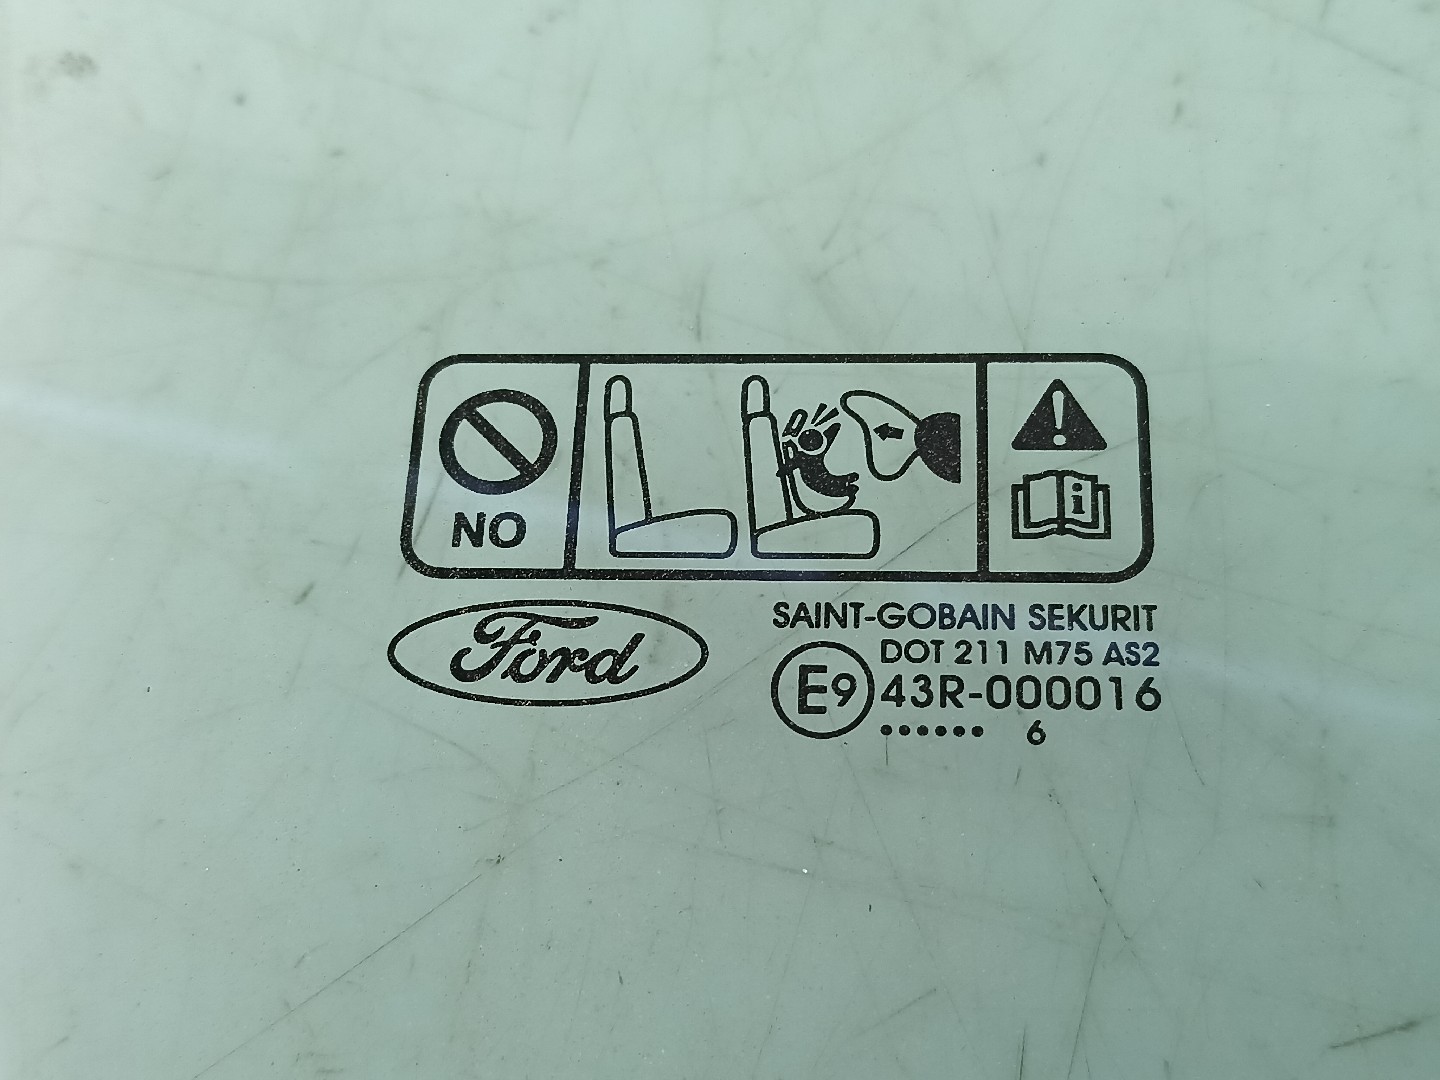 NO
i
Ford
SAINT-GOBAIN SEKURIT
DOT 211 M75 AS2
E9 43R-000016
•••••• 6